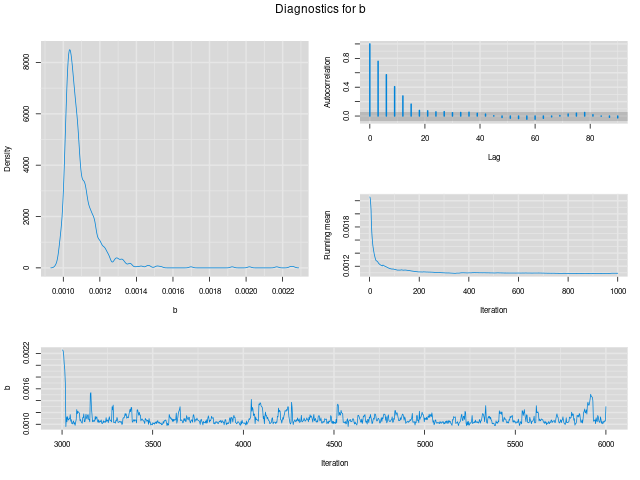 Diagnostics for b
Density
0 2000 4000 6000 8000
0.0010 0.0012 0.0014 0.0016 0.0018 0.0020 0.0022
b
Autocorrelation
0.0 0.4 0.8
0 20 40 60 80
Lag
Running mean
0.0012 0.0018
0 200 400 600 800 1000
Iteration
b
0.0010 0.0016 0.0022
3000 3500 4000 4500 5000 5500 6000
Iteration